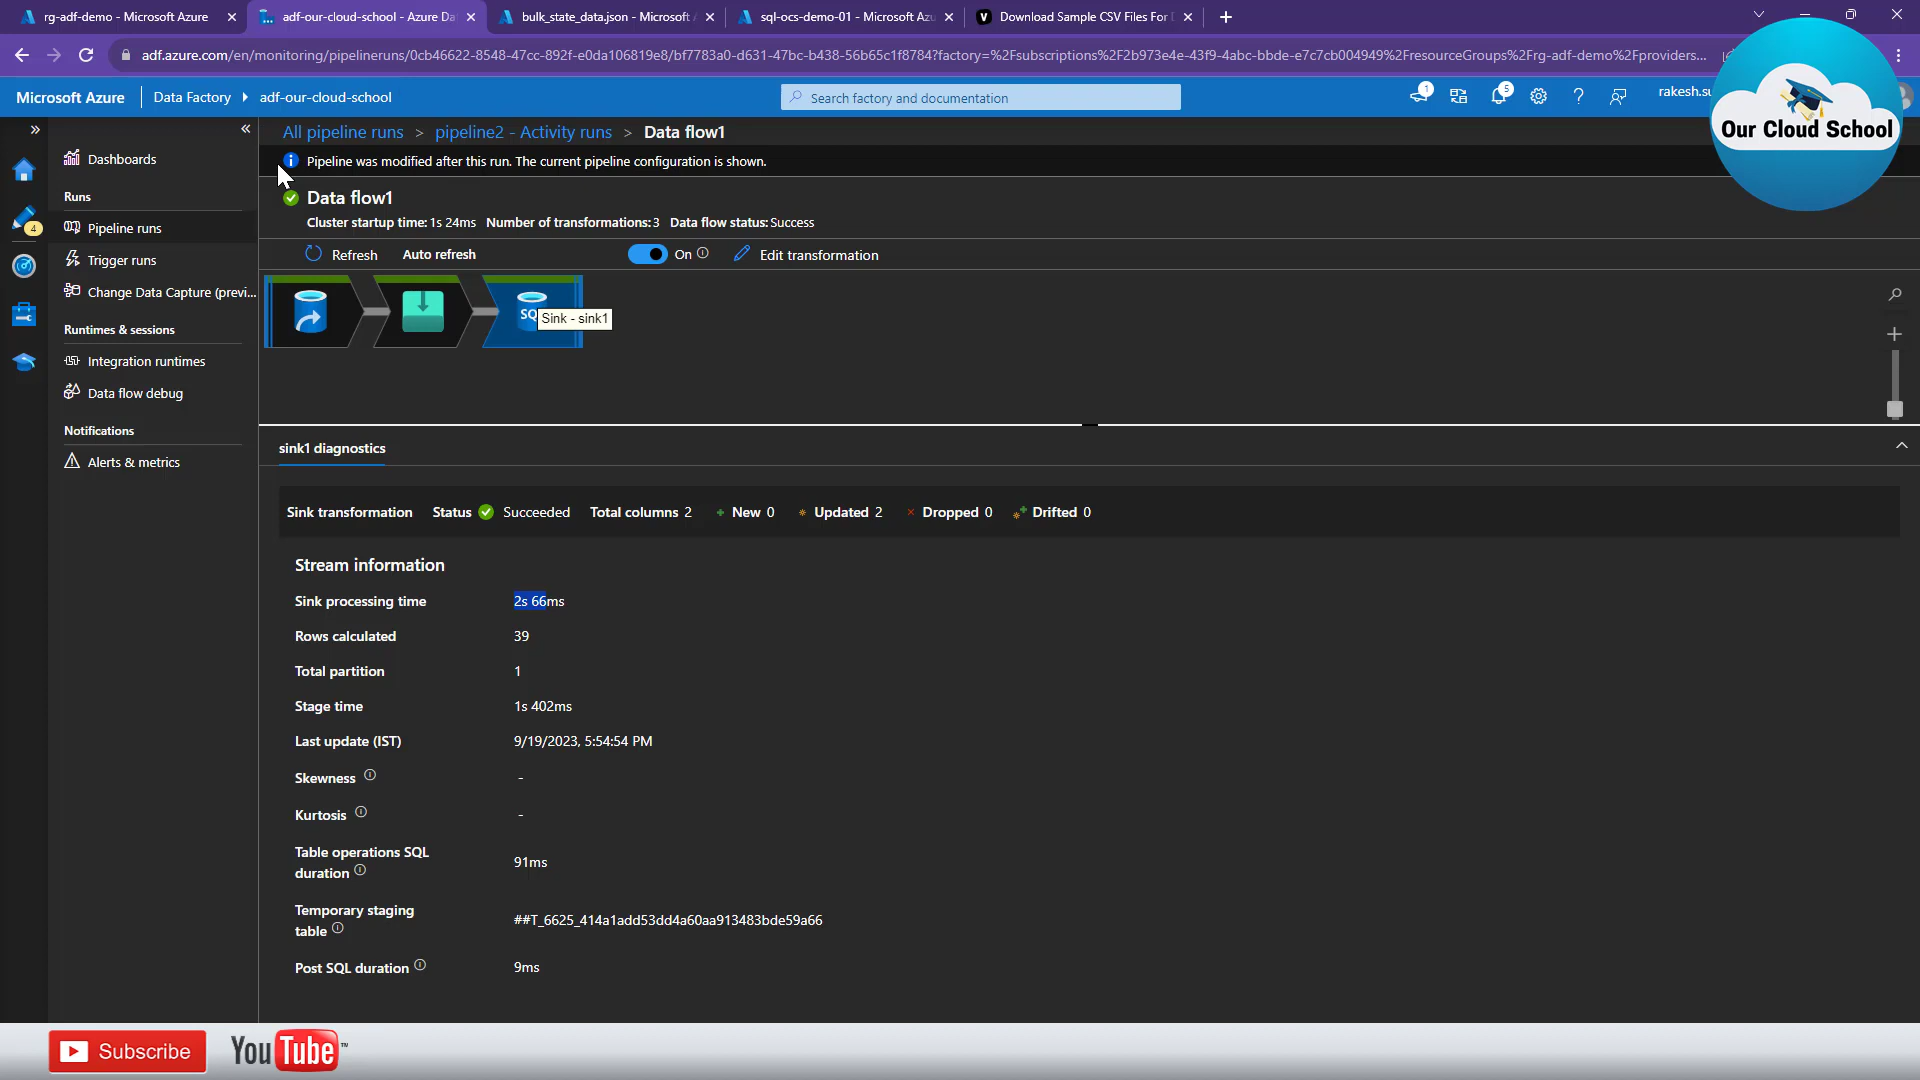 rg-adf-demo - Microsoft Azure
adf-our-cloud-school - Azure Da
bulk_state_data.json - Microsoft
sql-ocs-demo-01 - Microsoft Azu
Download Sample CSV Files For
adf.azure.com/en/monitoring/pipelineruns/0cb46622-8548-47cc-892f-e0da106819e8/bf7783a0-d631-47bc-b438-56b65c1f8784?factory=%2Fsubscriptions%2F2b973e4e-43f9-4abc-bbde-e7c7cb004949%2FresourceGroups%2Frg-adf-demo%2Fproviders...
Microsoft Azure
Data Factory
adf-our-cloud-school
Search factory and documentation
1
5
rakesh.su
Our Cloud School
4
Dashboards
Runs
Pipeline runs
Trigger runs
Change Data Capture (previ...
Runtimes & sessions
Integration runtimes
Data flow debug
Notifications
Alerts & metrics
All pipeline runs > pipeline2 - Activity runs > Data flow1
Pipeline was modified after this run. The current pipeline configuration is shown.
Data flow1
Cluster startup time: 1s 24ms Number of transformations: 3 Data flow status: Success
Refresh Auto refresh On Edit transformation
SQ
Sink - sink1
sink1 diagnostics
Sink transformation Status Succeeded Total columns 2 New 0 Updated 2 Dropped 0 Drifted 0
Stream information
Sink processing time 2s 66ms
Rows calculated 39
Total partition 1
Stage time 1s 402ms
Last update (IST) 9/19/2023, 5:54:54 PM
Skewness -
Kurtosis -
Table operations SQL
duration 91ms
Temporary staging
table ##T_6625_414a1add53dd4a60aa913483bde59a66
Post SQL duration 9ms
Subscribe YouTube ™